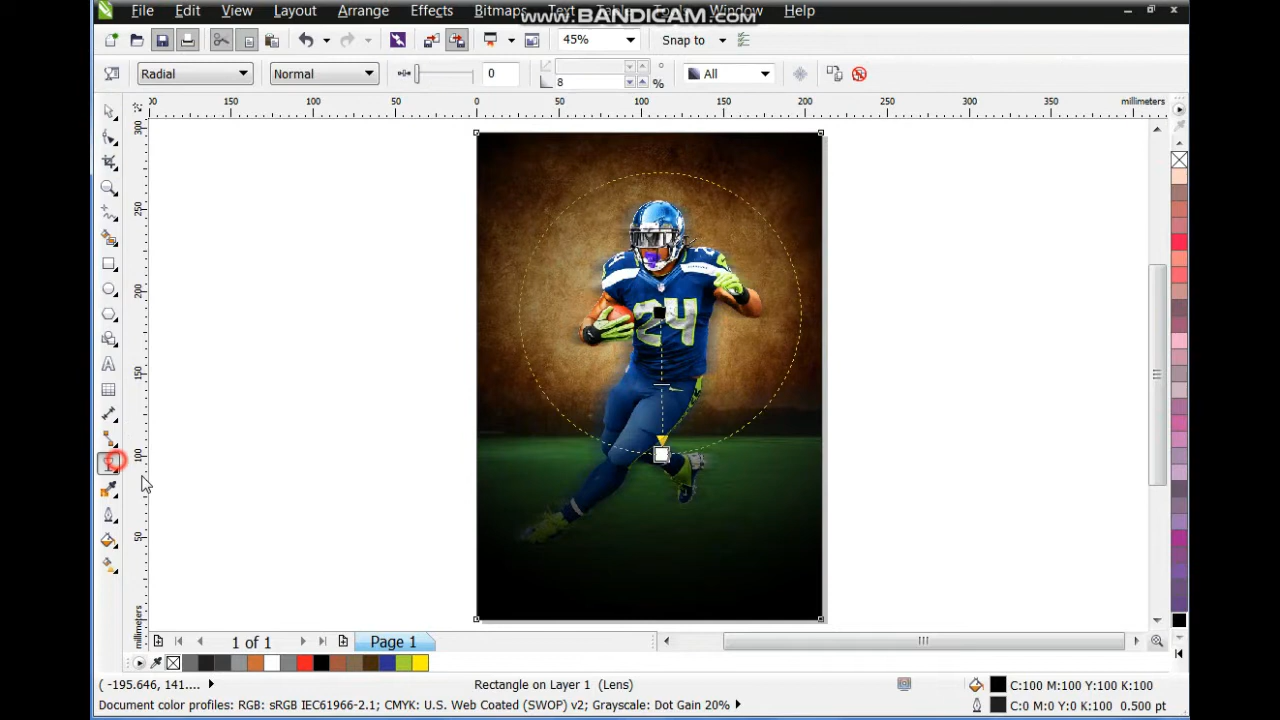 File Edit View Layout Arrange Effects Bitmaps Text Tools Window Help
www.BANDICAM.com
45% Snap to
Radial Normal 0 8 % ° All
00 150 100 50 0 50 100 150 200 250 300 350 millimeters
300
250
200
150
100
50
millimeters
24
1 of 1 Page 1
( -195.646, 141.... Rectangle on Layer 1 (Lens) C:100 M:100 Y:100 K:100
Document color profiles: RGB: sRGB IEC61966-2.1; CMYK: U.S. Web Coated (SWOP) v2; Grayscale: Dot Gain 20% C:0 M:0 Y:0 K:100 0.500 pt